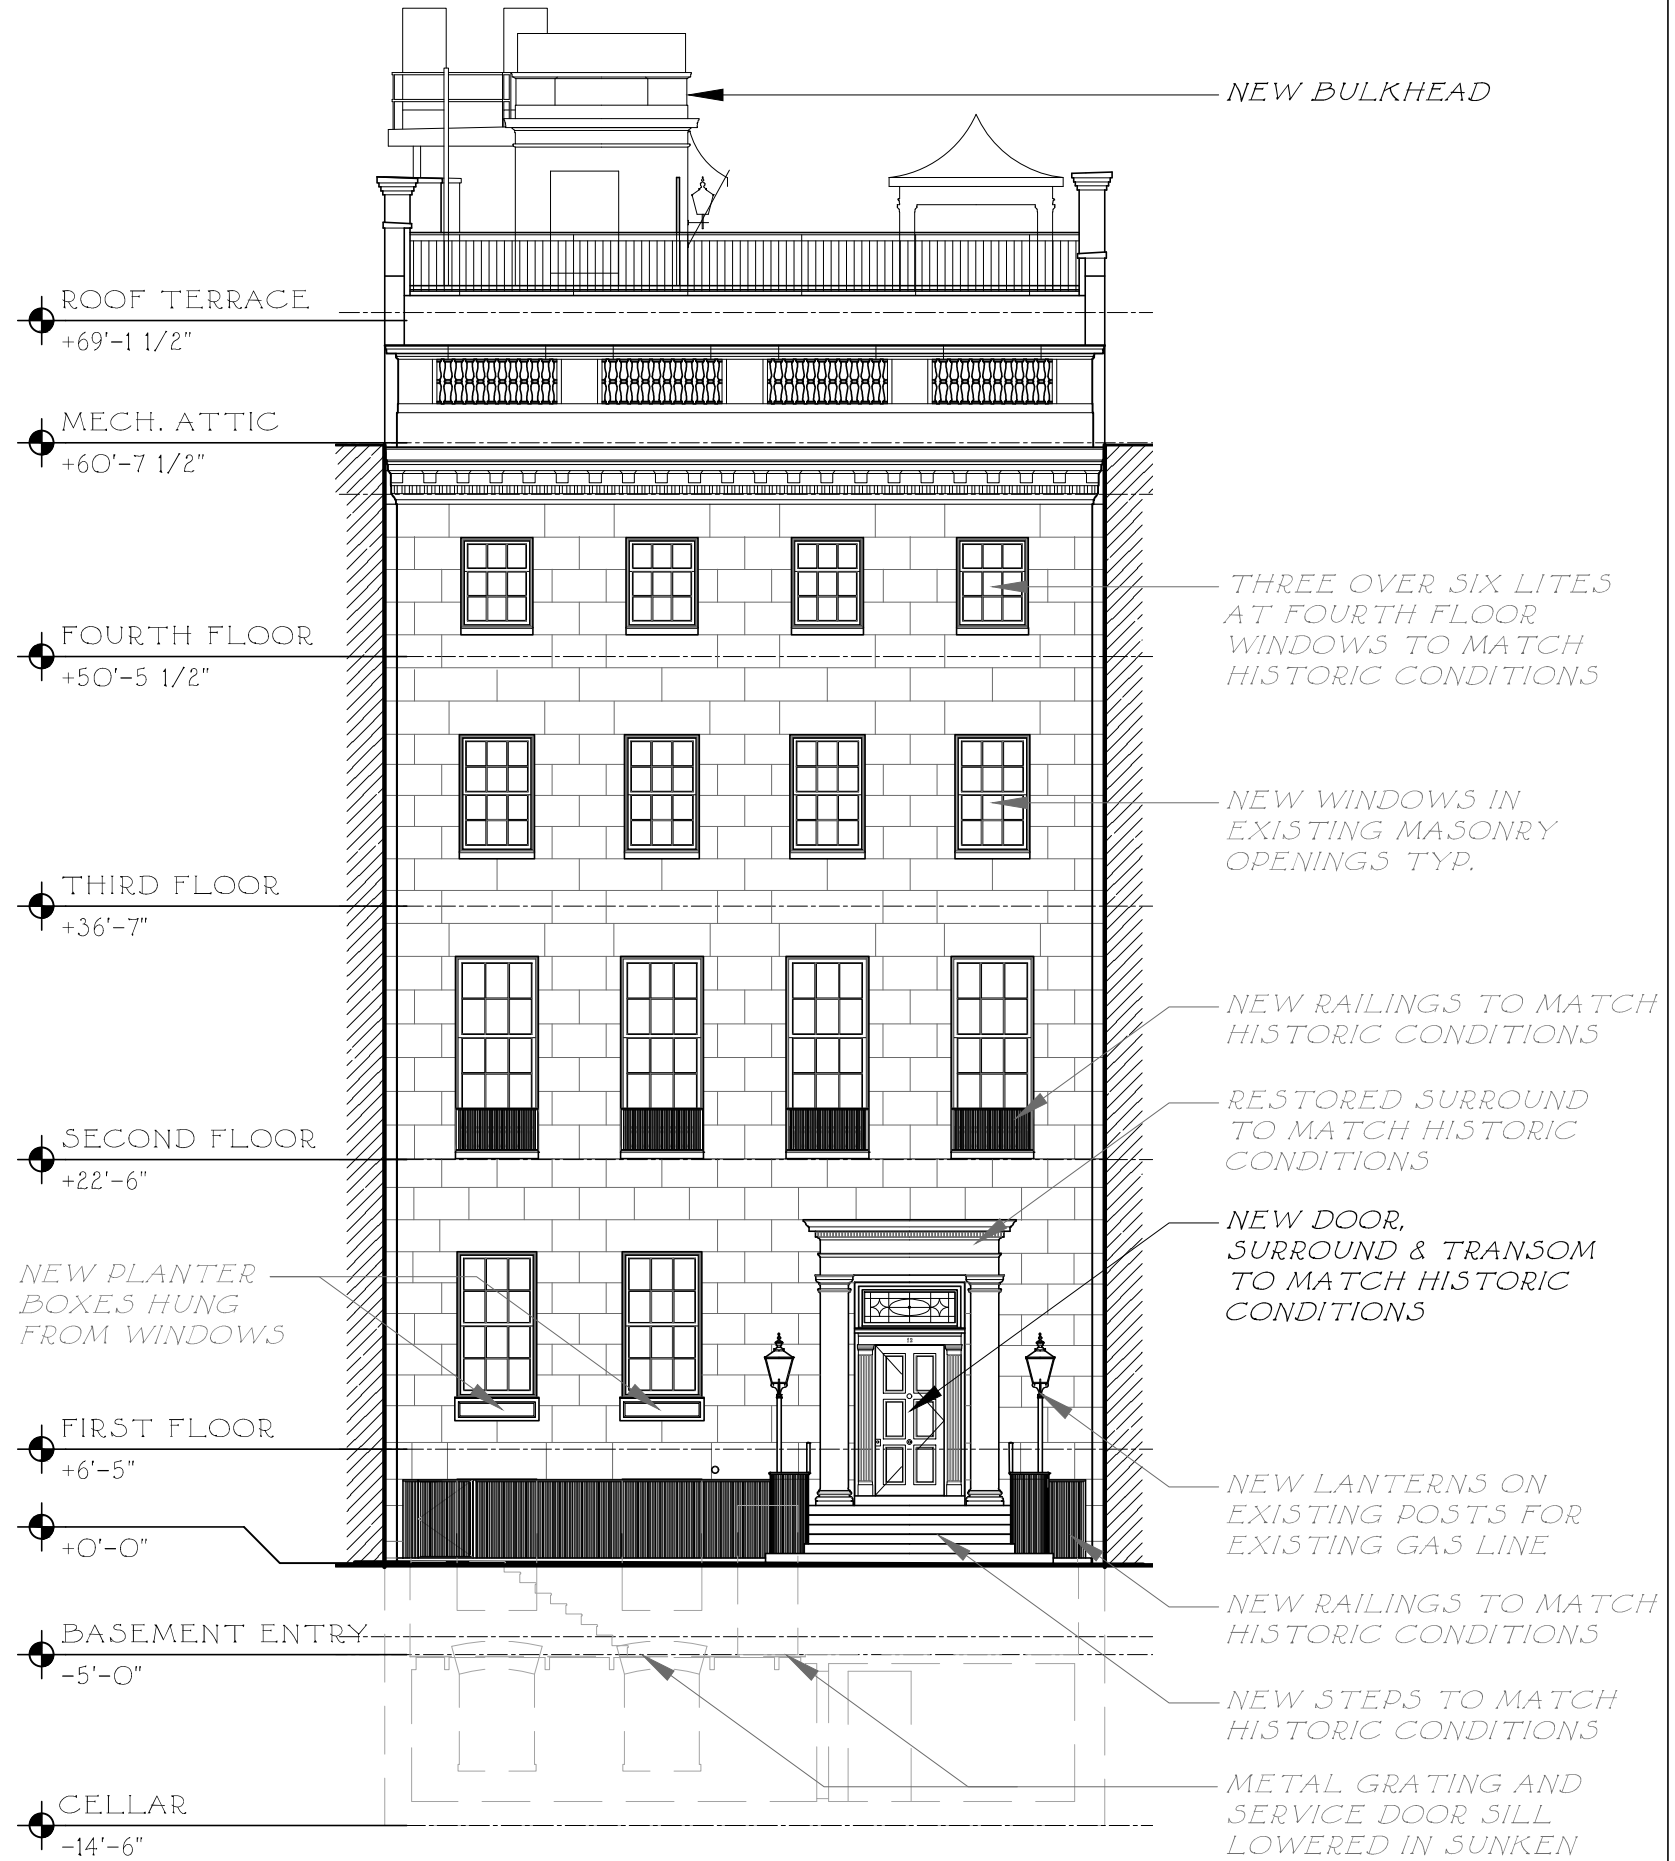 NEW BULKHEAD
ROOF TERRACE
+69'-1 1/2"
MECH. ATTIC
+60'-7 1/2"
THREE OVER SIX LITES
AT FOURTH FLOOR
WINDOWS TO MATCH
HISTORIC CONDITIONS
FOURTH FLOOR
+50'-5 1/2"
NEW WINDOWS IN
EXISTING MASONRY
OPENINGS TYP.
THIRD FLOOR
+36'-7"
NEW RAILINGS TO MATCH
HISTORIC CONDITIONS
RESTORED SURROUND
TO MATCH HISTORIC
CONDITIONS
SECOND FLOOR
+22'-6"
NEW DOOR,
SURROUND & TRANSOM
TO MATCH HISTORIC
CONDITIONS
NEW PLANTER
BOXES HUNG
FROM WINDOWS
12
FIRST FLOOR
+6'-5"
NEW LANTERNS ON
EXISTING POSTS FOR
EXISTING GAS LINE
+0'-0"
NEW RAILINGS TO MATCH
HISTORIC CONDITIONS
BASEMENT ENTRY
-5'-0"
NEW STEPS TO MATCH
HISTORIC CONDITIONS
METAL GRATING AND
SERVICE DOOR SILL
LOWERED IN SUNKEN
CELLAR
-14'-6"